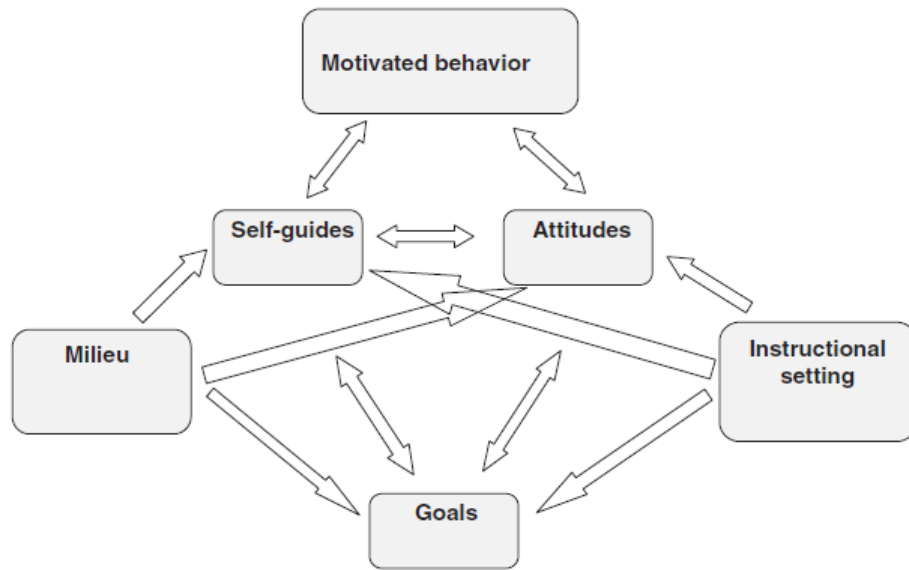 Motivated behavior
Self-guides
Attitudes
Milieu
Instructional
setting
Goals